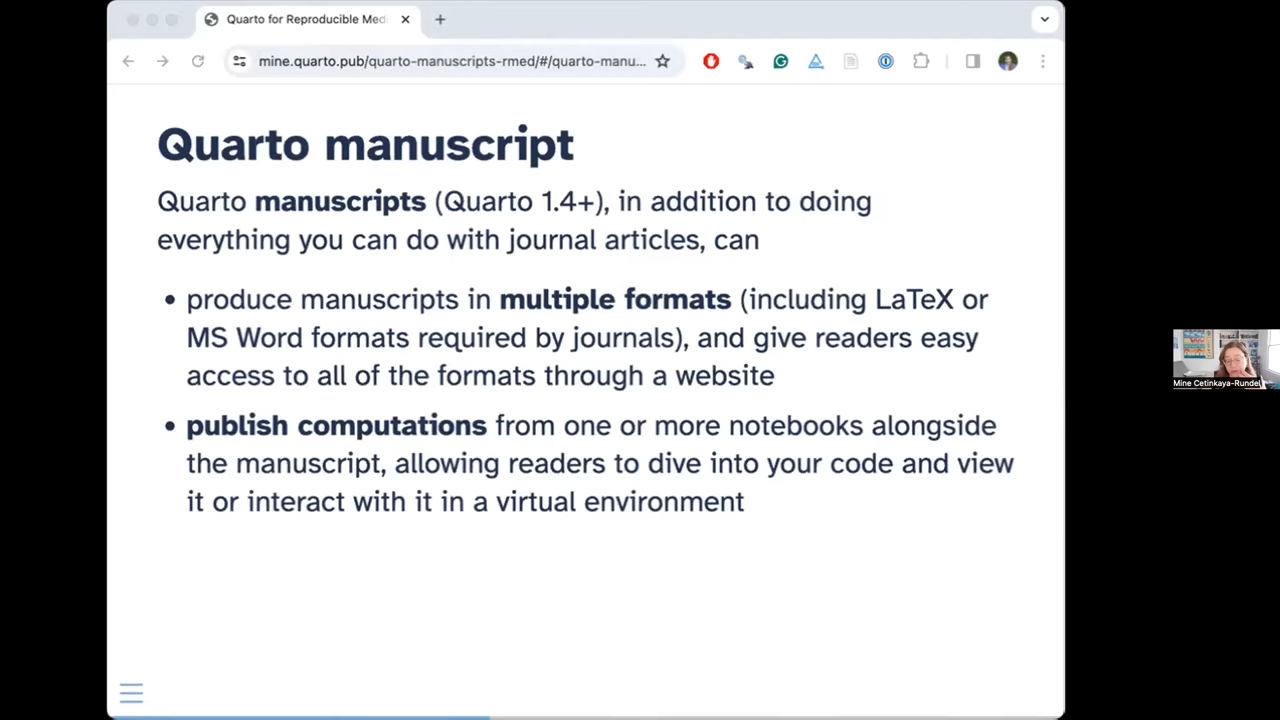 Quarto for Reproducible Med
mine.quarto.pub/quarto-manuscripts-rmed/#/quarto-manu...
Quarto manuscript
Quarto manuscripts (Quarto 1.4+), in addition to doing
everything you can do with journal articles, can
• produce manuscripts in multiple formats (including LaTeX or
MS Word formats required by journals), and give readers easy
access to all of the formats through a website
• publish computations from one or more notebooks alongside
the manuscript, allowing readers to dive into your code and view
it or interact with it in a virtual environment
Mine Cetinkaya-Rundel